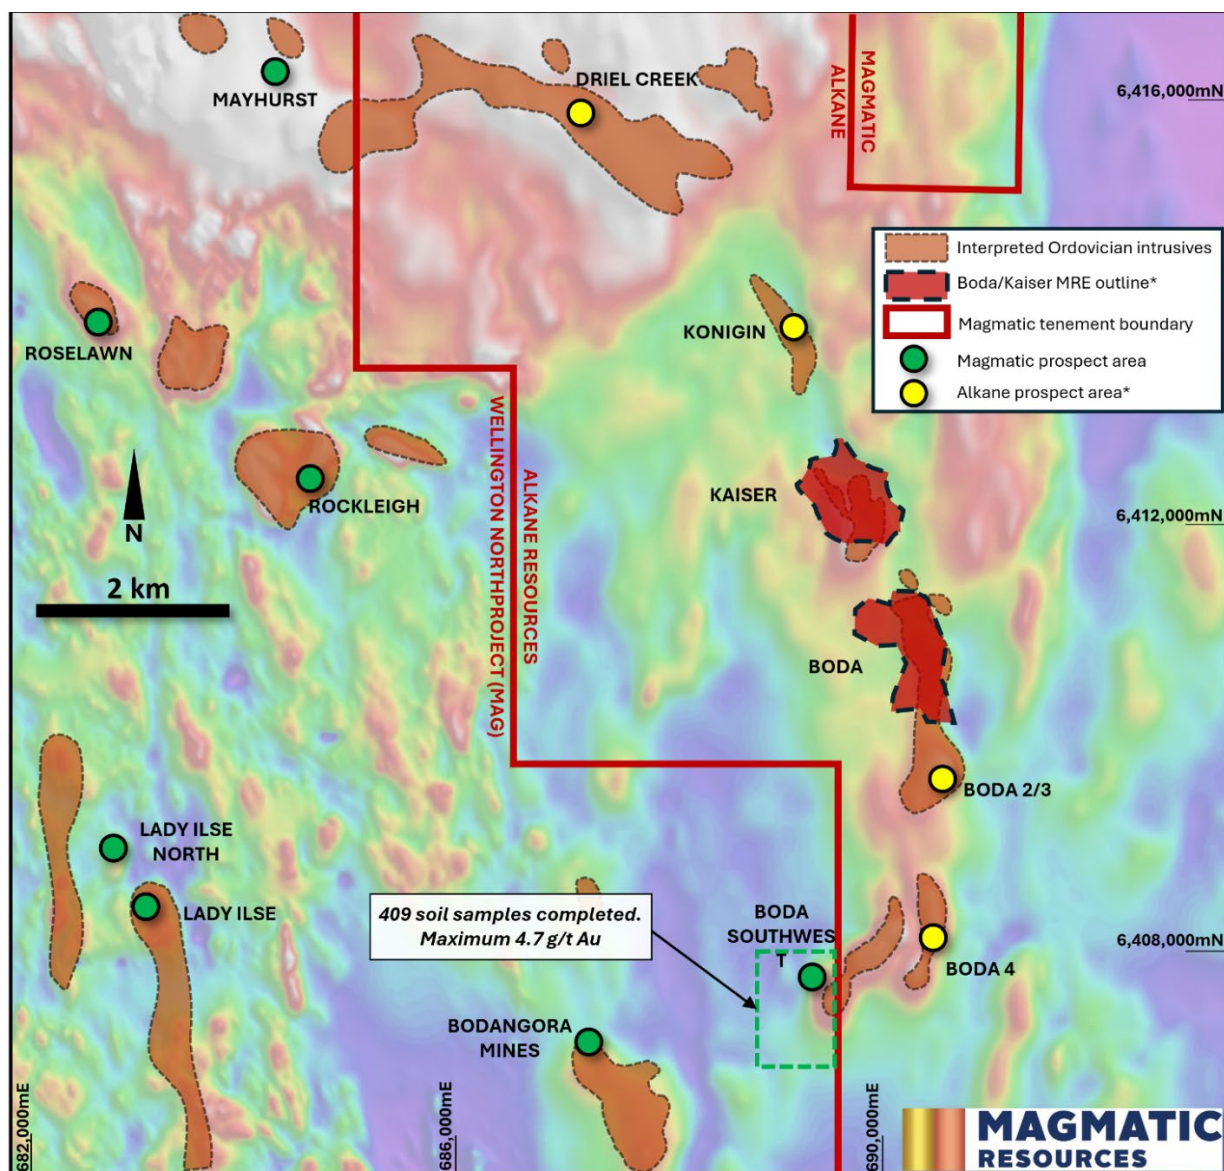 DRIEL CREEK
MAYHURST
MAGMATIC
ALKANE
6,416,000mN
Interpreted Ordovician intrusives
Boda/Kaiser MRE outline*
Magmatic tenement boundary
Magmatic prospect area
Alkane prospect area*
ROSELAWN
KONIGIN
WELLINGTON NORTHPROJECT (MAG)
ALKANE RESOURCES
ROCKLEIGH
KAISER
6,412,000mN
N
2 km
BODA
BODA 2/3
LADY ILSE
NORTH
LADY ILSE
409 soil samples completed.
Maximum 4.7 g/t Au
BODA
SOUTHWES
T
6,408,000mN
BODA 4
BODANGORA
MINES
682,000mE
686,000mE
690,000mE
MAGMATIC
RESOURCES